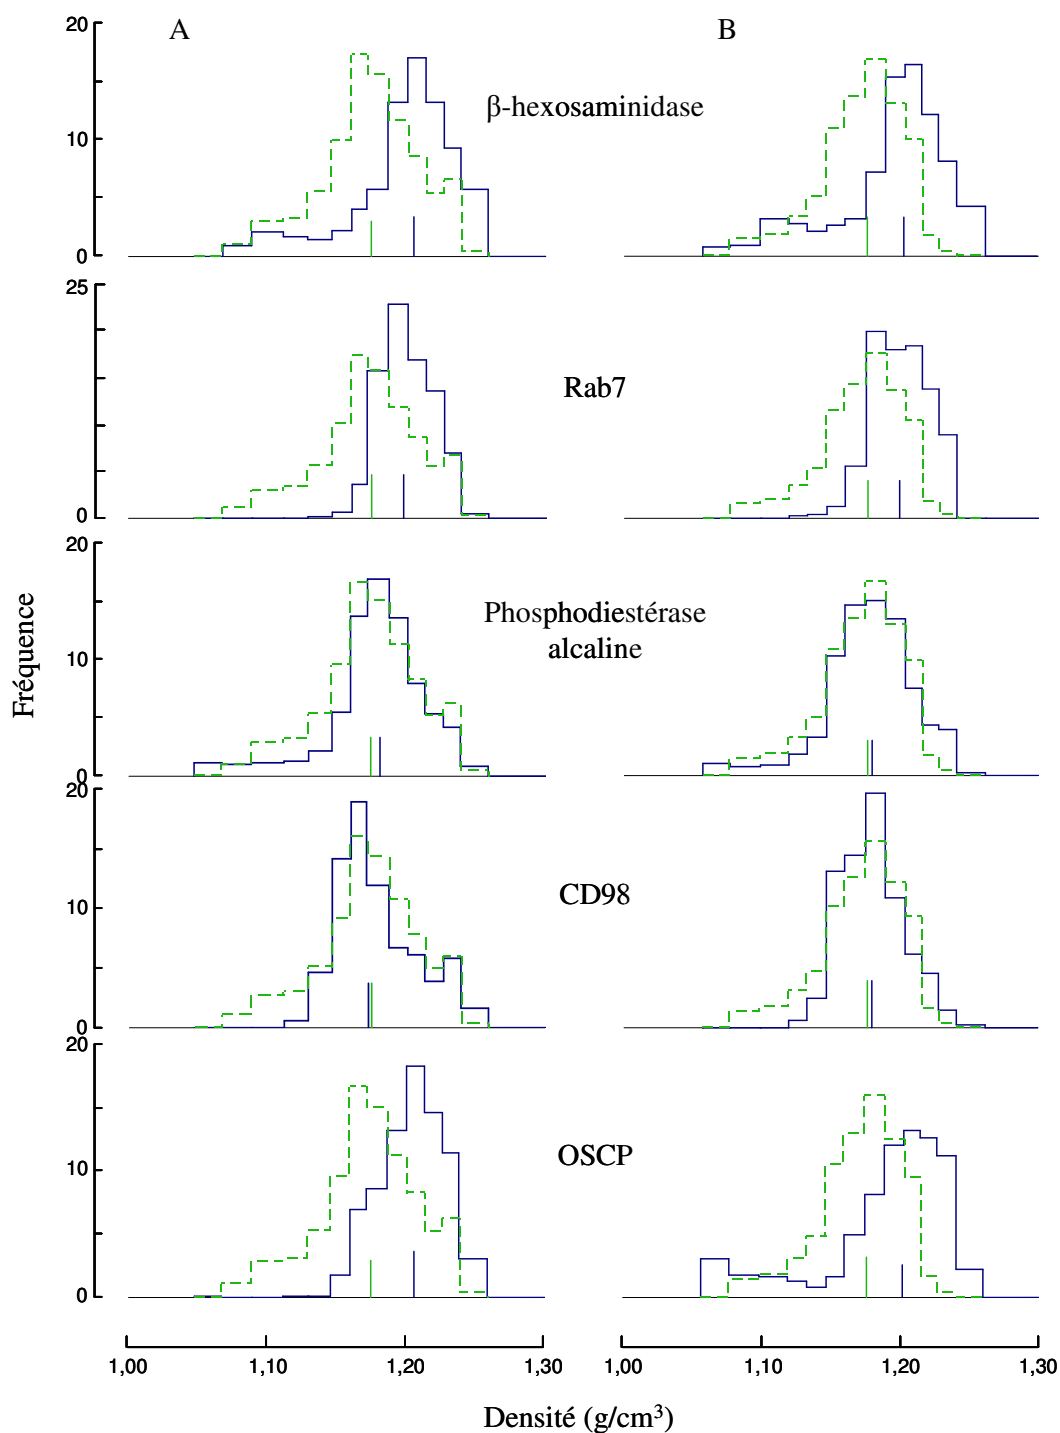 A
B
20
10
0
β-hexosaminidase
25
0
Rab7
20
10
0
Phosphodiestérase
alcaline
Fréquence
20
10
0
CD98
20
10
0
OSCP
1,00
1,10
1,20
1,30
1,00
1,10
1,20
1,30
Densité (g/cm³)